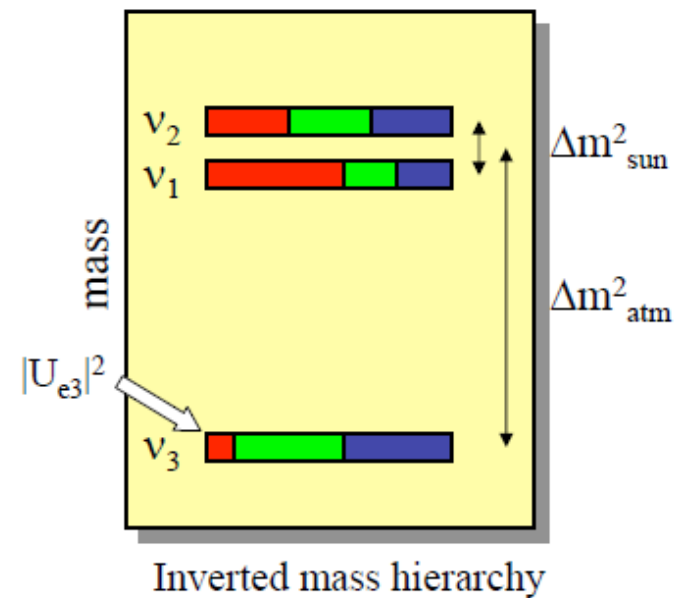 ν₂
Δm²sun
ν₁
mass
Δm²atm
|Ue3|²
ν₃
Inverted mass hierarchy